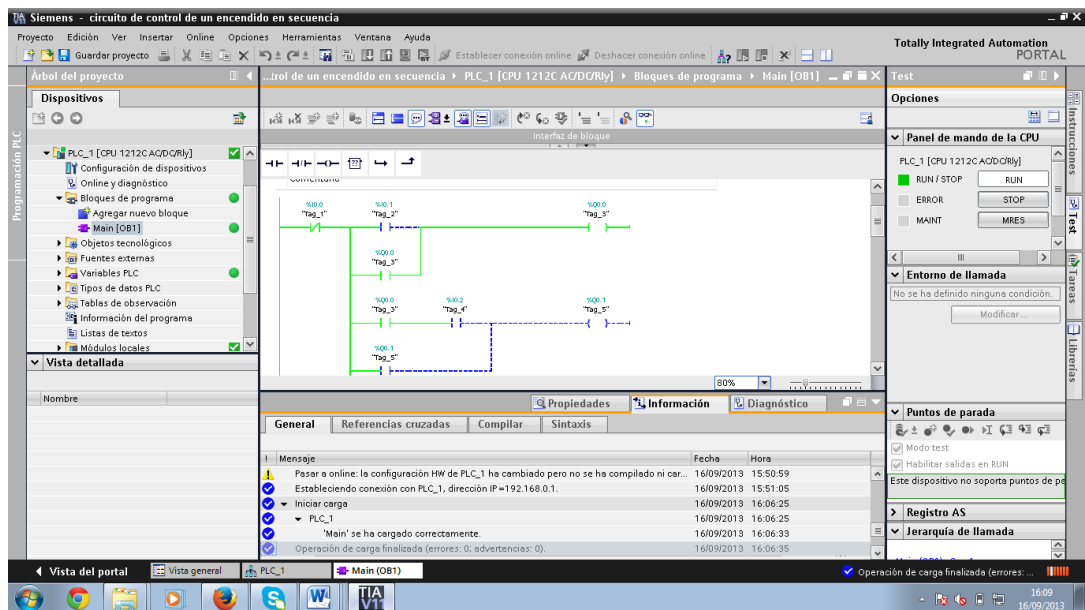 Siemens - circuito de control de un encendido en secuencia
Proyecto Edición Ver Insertar Online Opciones Herramientas Ventana Ayuda
Totally Integrated Automation
PORTAL
Guardar proyecto
Establecer conexión online
Deshacer conexión online
Árbol del proyecto
...trol de un encendido en secuencia PLC_1 [CPU 1212C AC/DC/Rly] Bloques de programa Main [OB1]
Test
Dispositivos
Opciones
Interfaz de bloque
Programación PLC
PLC_1 [CPU 1212C AC/DC/Rly]
Configuración de dispositivos
Online y diagnóstico
Bloques de programa
Agregar nuevo bloque
Main [OB1]
Objetos tecnológicos
Fuentes externas
Variables PLC
Tipos de datos PLC
Tablas de observación
Información del programa
Listas de textos
Módulos locales
Vista detallada
Nombre
Comentario
%I0.0
"Tag_1"
%I0.1
"Tag_2"
%Q0.0
"Tag_3"
%Q0.0
"Tag_3"
%Q0.0
"Tag_3"
%I0.2
"Tag_4"
%Q0.1
"Tag_5"
%Q0.1
"Tag_5"
80%
Propiedades
Información
Diagnóstico
General
Referencias cruzadas
Compilar
Sintaxis
! Mensaje Fecha Hora
Pasar a online: la configuración HW de PLC_1 ha cambiado pero no se ha compilado ni car... 16/09/2013 15:50:59
Estableciendo conexión con PLC_1, dirección IP=192.168.0.1. 16/09/2013 15:51:05
Iniciar carga 16/09/2013 16:06:25
PLC_1 16/09/2013 16:06:25
'Main' se ha cargado correctamente. 16/09/2013 16:06:33
Operación de carga finalizada (errores: 0; advertencias: 0). 16/09/2013 16:06:35
Panel de mando de la CPU
PLC_1 [CPU 1212C AC/DC/Rly]
RUN / STOP RUN
ERROR STOP
MAINT MRES
Entorno de llamada
No se ha definido ninguna condición.
Modificar ...
Puntos de parada
Modo test
Habilitar salidas en RUN
Este dispositivo no soporta puntos de pe
Registro AS
Jerarquía de llamada
Instrucciones
Test
Tareas
Librerías
Vista del portal
Vista general
PLC_1
Main (OB1)
Operación de carga finalizada (errores: ...
TIA
V11
16:09
16/09/2013